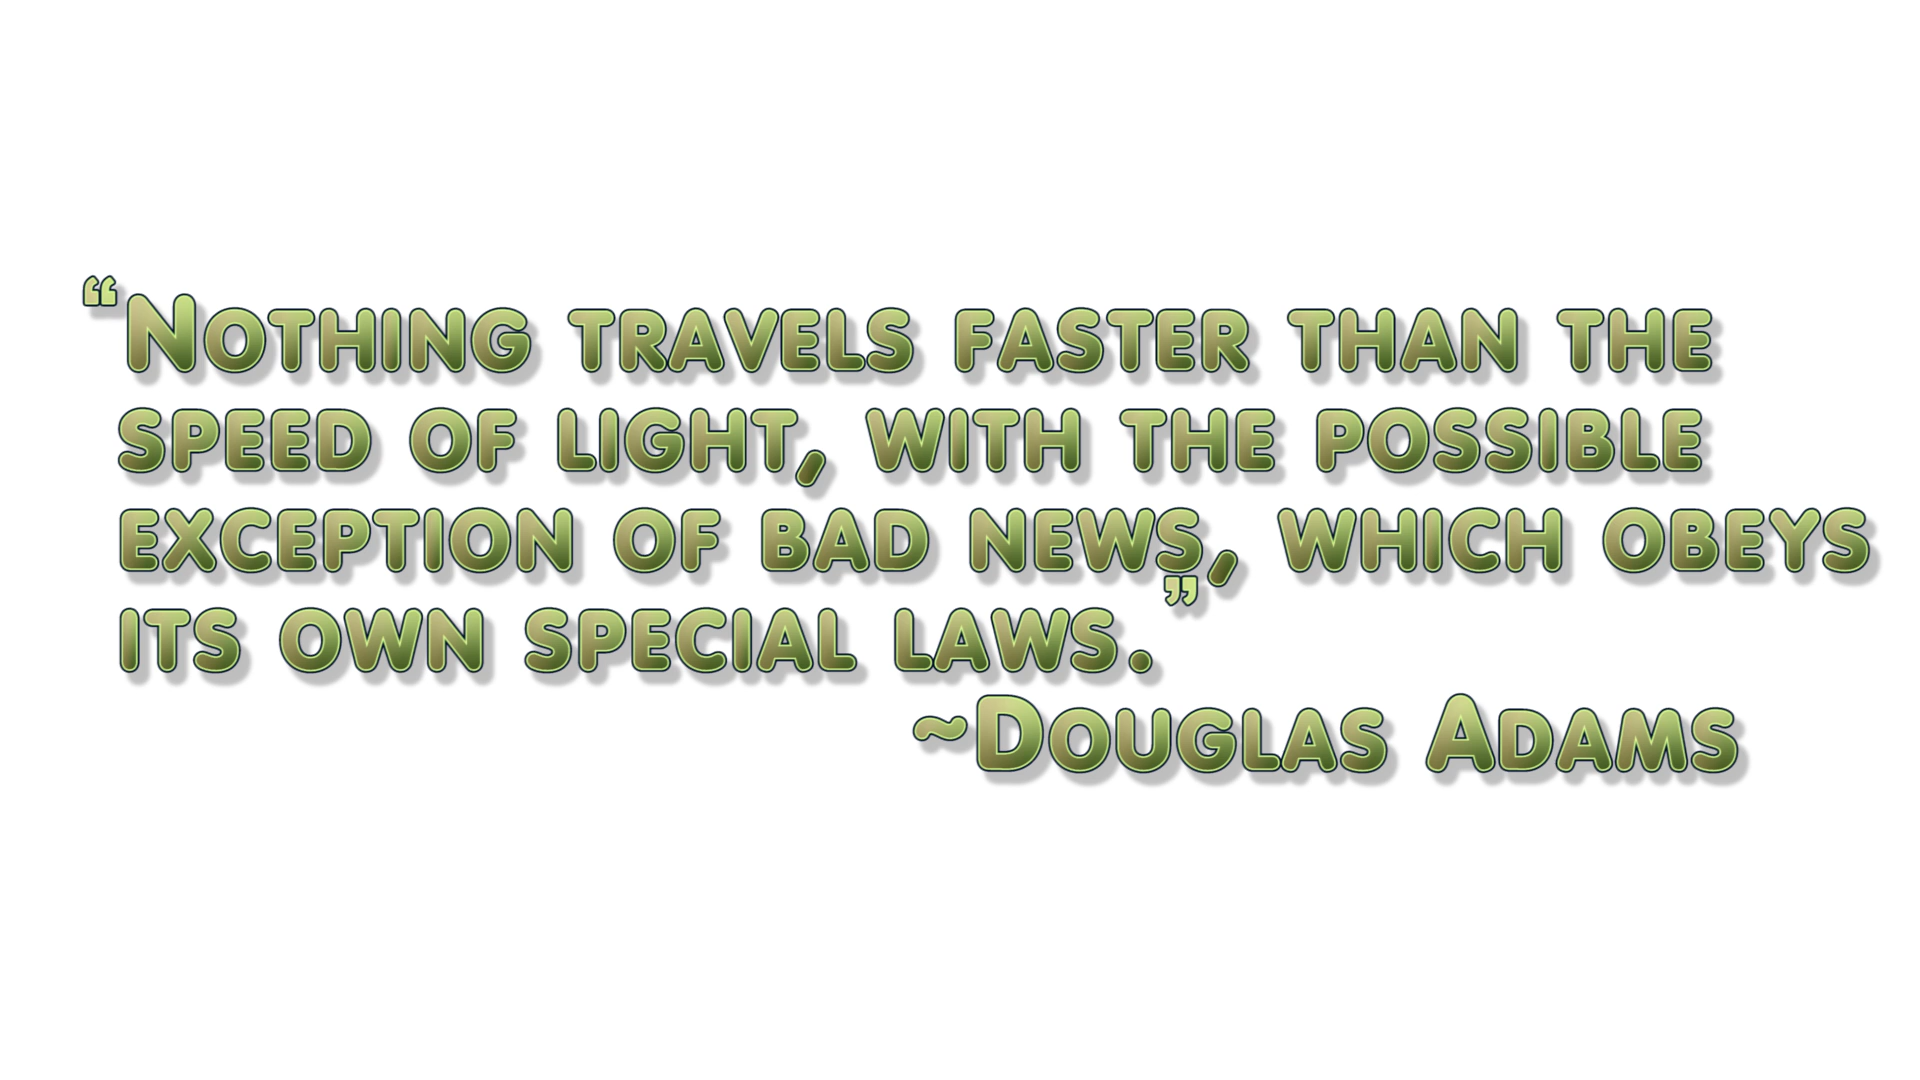 “Nothing travels faster than the
speed of light, with the possible
exception of bad news, which obeys
its own special laws.”
~Douglas Adams